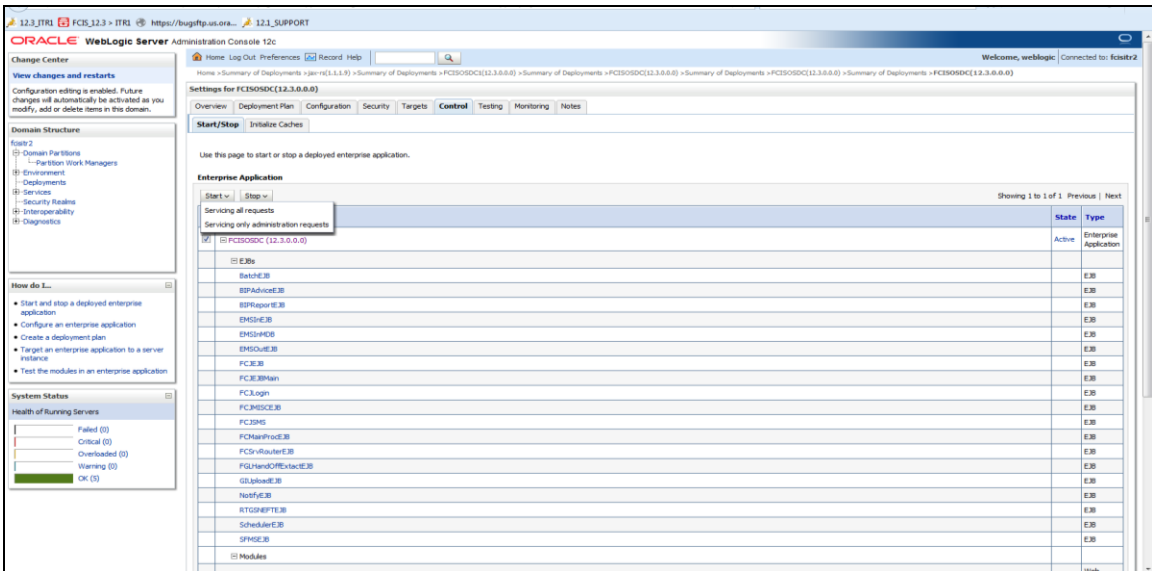 12.3_ITR1 FCIS_12.3 > ITR1 https://bugsftp.us.ora... 12.1_SUPPORT
ORACLE WebLogic Server Administration Console 12c
Change Center
View changes and restarts
Configuration editing is enabled. Future
changes will automatically be activated as you
modify, add or delete items in this domain.
Domain Structure
fcisitr2
Domain Partitions
Partition Work Managers
Environment
Deployments
Services
Security Realms
Interoperability
Diagnostics
How do I...
Start and stop a deployed enterprise
application
Configure an enterprise application
Create a deployment plan
Target an enterprise application to a server
instance
Test the modules in an enterprise application
System Status
Health of Running Servers
Failed (0)
Critical (0)
Overloaded (0)
Warning (0)
OK (5)
Home Log Out Preferences Record Help
Welcome, weblogic Connected to: fcisitr2
Home >Summary of Deployments >jax-rs(1.1.1.9) >Summary of Deployments >FCISOSDC1(12.3.0.0.0) >Summary of Deployments >FCISOSDC(12.3.0.0.0) >Summary of Deployments >FCISOSDC(12.3.0.0.0) >Summary of Deployments >FCISOSDC(12.3.0.0.0)
Settings for FCISOSDC(12.3.0.0.0)
Overview Deployment Plan Configuration Security Targets Control Testing Monitoring Notes
Start/Stop Initialize Caches
Use this page to start or stop a deployed enterprise application.
Enterprise Application
Start Stop Showing 1 to 1 of 1 Previous | Next
Servicing all requests
Servicing only administration requests
State Type
FCISOSDC (12.3.0.0.0) Active Enterprise Application
EJBs
BatchEJB EJB
BIPAdviceEJB EJB
BIPReportEJB EJB
EMSInEJB EJB
EMSInMDB EJB
EMSOutEJB EJB
FCJEJB EJB
FCJEJBMain EJB
FCJLogin EJB
FCJMISCEJB EJB
FCJSMS EJB
FCMainProcEJB EJB
FCSrvRouterEJB EJB
FGLHandOffExtactEJB EJB
GIUploadEJB EJB
NotifyEJB EJB
RTGSNEFTEJB EJB
SchedulerEJB EJB
SFMSEJB EJB
Modules